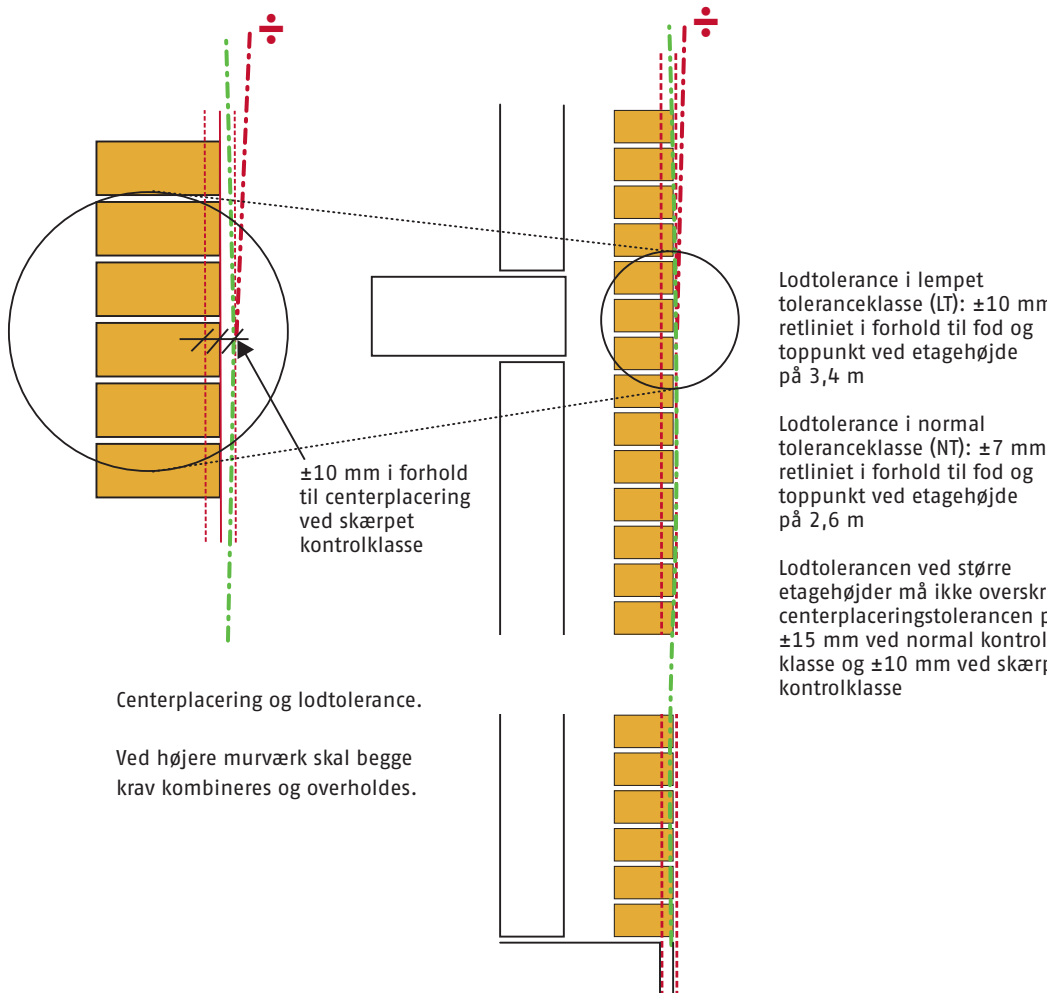 ÷
÷
Lodtolerance i lempet
toleranceklasse (LT): ±10 mm
retliniet i forhold til fod og
toppunkt ved etagehøjde
på 3,4 m
Lodtolerance i normal
toleranceklasse (NT): ±7 mm
retliniet i forhold til fod og
toppunkt ved etagehøjde
på 2,6 m
Lodtolerancen ved større
etagehøjder må ikke overskr
centerplaceringstolerancen p
±15 mm ved normal kontrol
klasse og ±10 mm ved skærp
kontrolklasse
±10 mm i forhold
til centerplacering
ved skærpet
kontrolklasse
Centerplacering og lodtolerance.
Ved højere murværk skal begge
krav kombineres og overholdes.